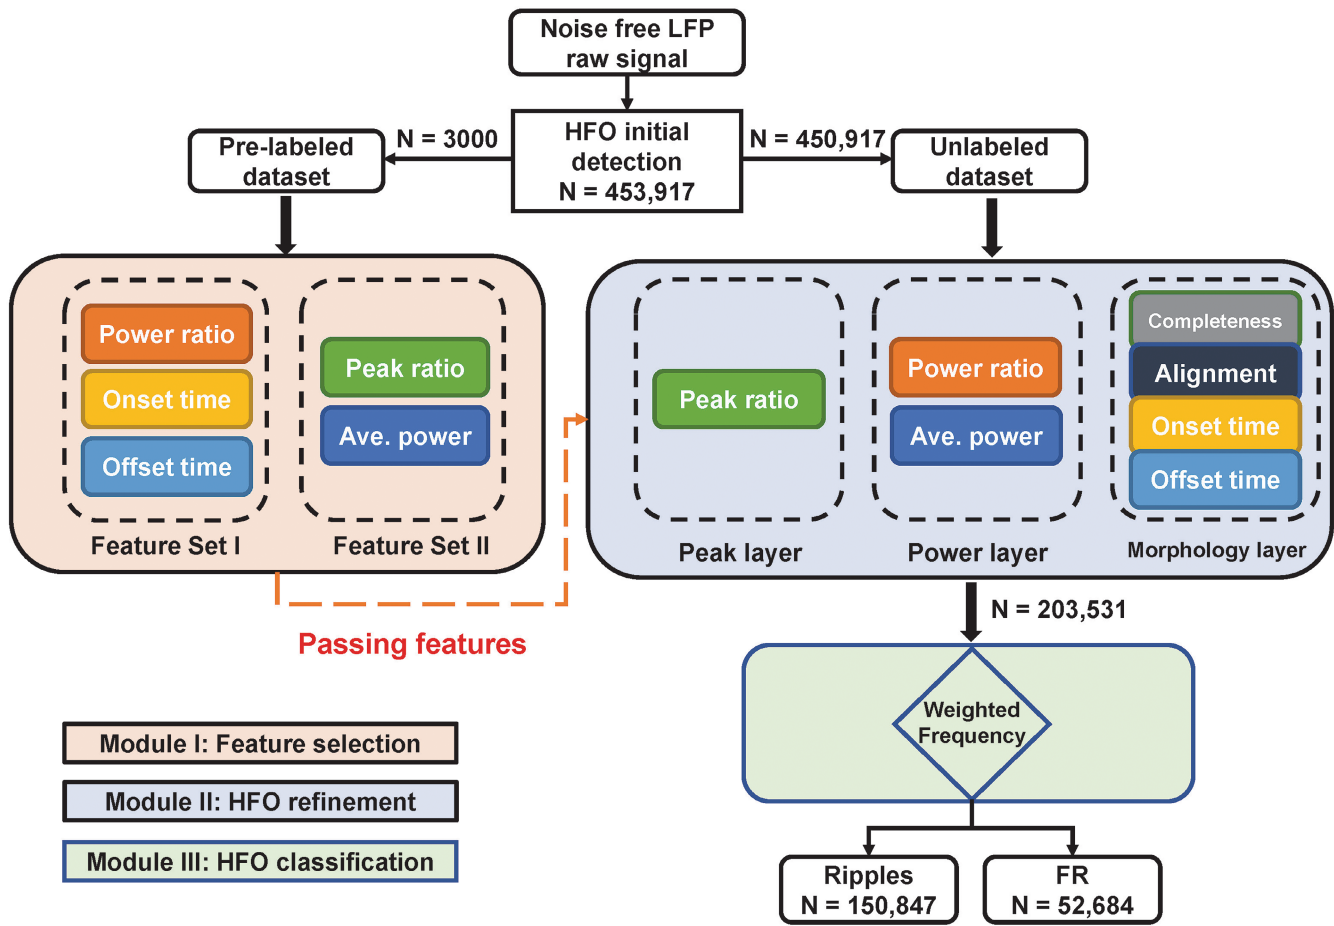 Noise free LFP
raw signal
N = 3000
HFO initial
detection
N = 453,917
N = 450,917
Pre-labeled
dataset
Unlabeled
dataset
Power ratio
Onset time
Offset time
Feature Set I
Peak ratio
Ave. power
Feature Set II
Peak ratio
Peak layer
Power ratio
Ave. power
Power layer
Completeness
Alignment
Onset time
Offset time
Morphology layer
Passing features
N = 203,531
Weighted
Frequency
Module I: Feature selection
Module II: HFO refinement
Module III: HFO classification
Ripples
N = 150,847
FR
N = 52,684